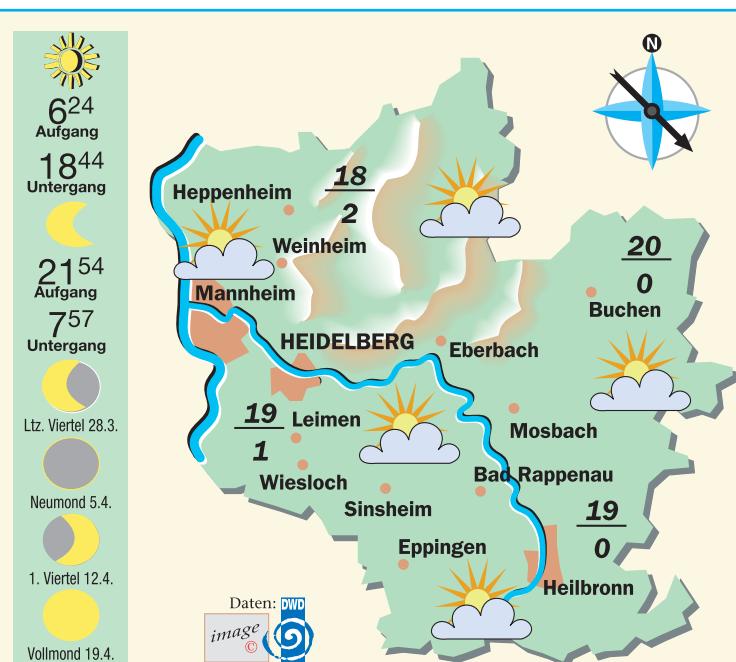 6²⁴
Aufgang
18⁴⁴
Untergang
21⁵⁴
Aufgang
7⁵⁷
Untergang
Ltz. Viertel 28.3.
Neumond 5.4.
1. Viertel 12.4.
Vollmond 19.4.
N
Heppenheim
18
2
Weinheim
Mannheim
20
0
Buchen
HEIDELBERG
Eberbach
19
1
Leimen
Mosbach
Wiesloch
Bad Rappenau
Sinsheim
19
0
Eppingen
Heilbronn
Daten: DWD
image
©